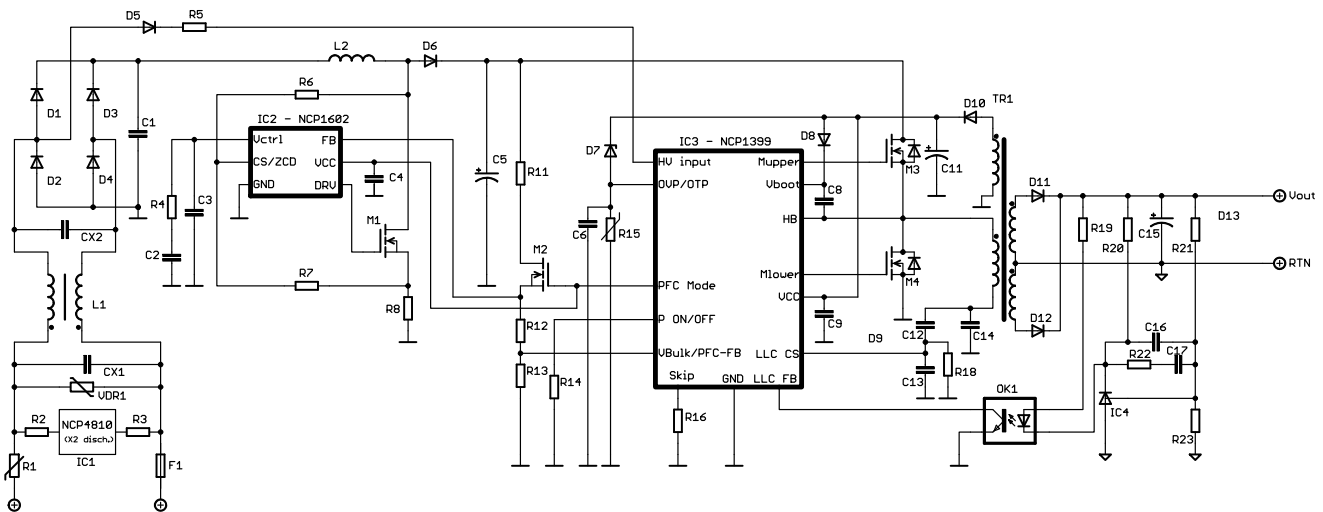 D5
R5
L2
D6
R6
D1
D3
C1
D2
D4
IC2 - NCP1602
Vctrl
FB
CS/ZCD
VCC
GND
DRV
C4
R4
C3
C2
M1
R7
R8
CX2
L1
CX1
VDR1
R2
NCP4810
(X2 disch.)
R3
IC1
R1
F1
C5
R11
M2
R12
R13
R14
D7
C6
R15
IC3 - NCP1399
HV input
Mupper
OVP/OTP
Vboot
HB
Mlower
PFC Mode
VCC
P ON/OFF
VBulk/PFC-FB
LLC CS
Skip
GND
LLC FB
R16
D8
C8
C9
D9
M3
M4
C11
D10
TR1
C12
C14
C13
R18
D11
D12
R19
R20
C15
R21
D13
Vout
RTN
C16
R22
C17
IC4
R23
OK1